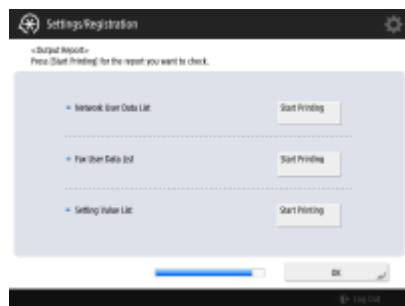 Settings/Registration
<Output Report>
Press [Start Printing] for the report you want to check.
Network User Data List
Start Printing
Fax User Data List
Start Printing
Setting Value List
Start Printing
OK
Log Out